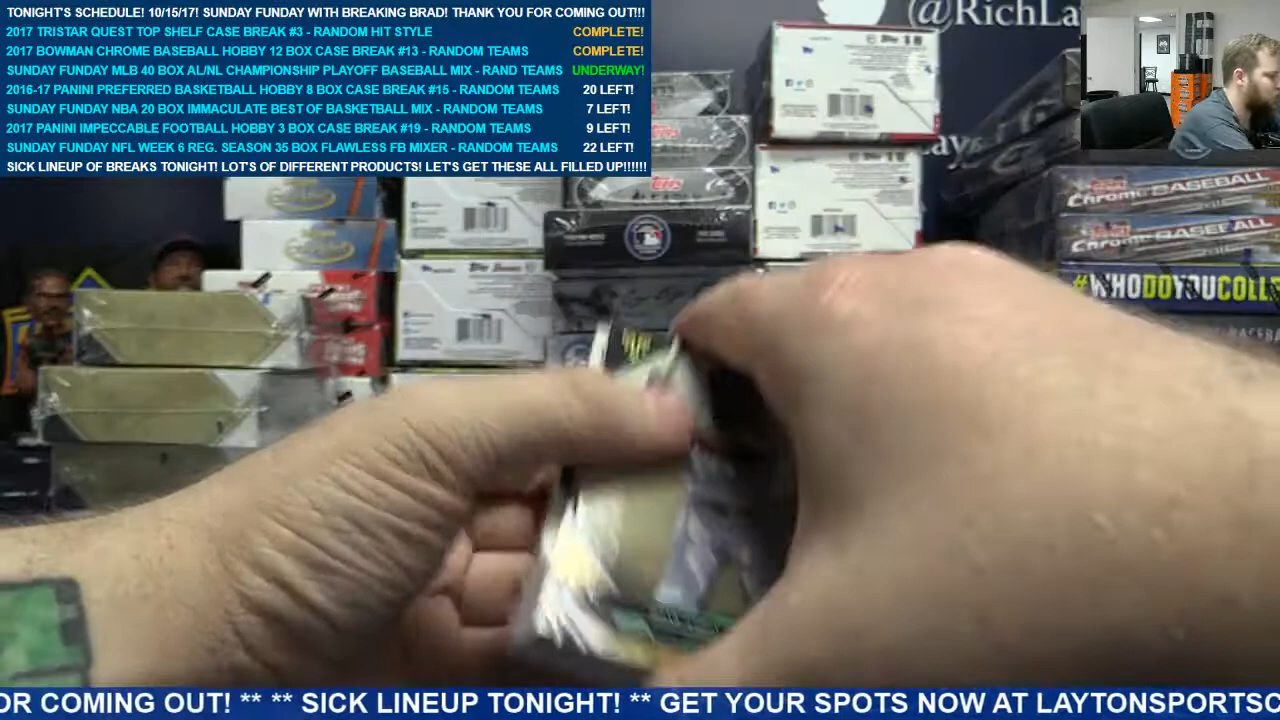 TONIGHT'S SCHEDULE! 10/15/17! SUNDAY FUNDAY WITH BREAKING BRAD! THANK YOU FOR COMING OUT!!!
2017 TRISTAR QUEST TOP SHELF CASE BREAK #3 - RANDOM HIT STYLE COMPLETE!
2017 BOWMAN CHROME BASEBALL HOBBY 12 BOX CASE BREAK #13 - RANDOM TEAMS COMPLETE!
SUNDAY FUNDAY MLB 40 BOX AL/NL CHAMPIONSHIP PLAYOFF BASEBALL MIX - RAND TEAMS UNDERWAY!
2016-17 PANINI PREFERRED BASKETBALL HOBBY 8 BOX CASE BREAK #15 - RANDOM TEAMS 20 LEFT!
SUNDAY FUNDAY NBA 20 BOX IMMACULATE BEST OF BASKETBALL MIX - RANDOM TEAMS 7 LEFT!
2017 PANINI IMPECCABLE FOOTBALL HOBBY 3 BOX CASE BREAK #19 - RANDOM TEAMS 9 LEFT!
SUNDAY FUNDAY NFL WEEK 6 REG. SEASON 35 BOX FLAWLESS FB MIXER - RANDOM TEAMS 22 LEFT!
SICK LINEUP OF BREAKS TONIGHT! LOT'S OF DIFFERENT PRODUCTS! LET'S GET THESE ALL FILLED UP!!!!!!
@RichLay
Layt
Topps
Topps
Topps
Chrome BASEBALL
Chrome BASEBALL
#WHODOYOUCOLL
OR COMING OUT! ** ** SICK LINEUP TONIGHT! ** GET YOUR SPOTS NOW AT LAYTONSPORTSC